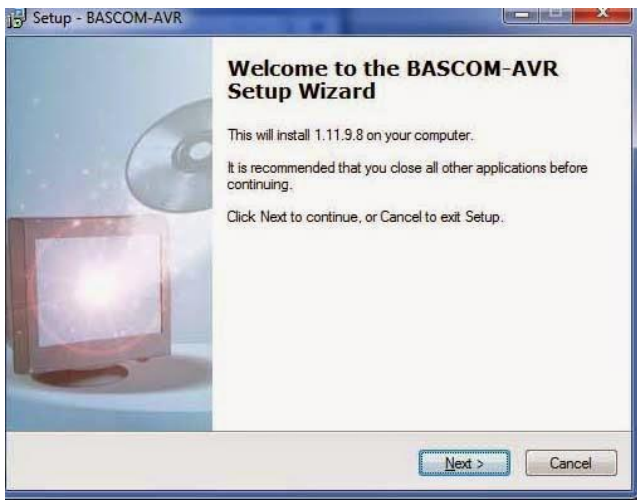 Setup - BASCOM-AVR
Welcome to the BASCOM-AVR
Setup Wizard
This will install 1.11.9.8 on your computer.
It is recommended that you close all other applications before
continuing.
Click Next to continue, or Cancel to exit Setup.
Next >
Cancel